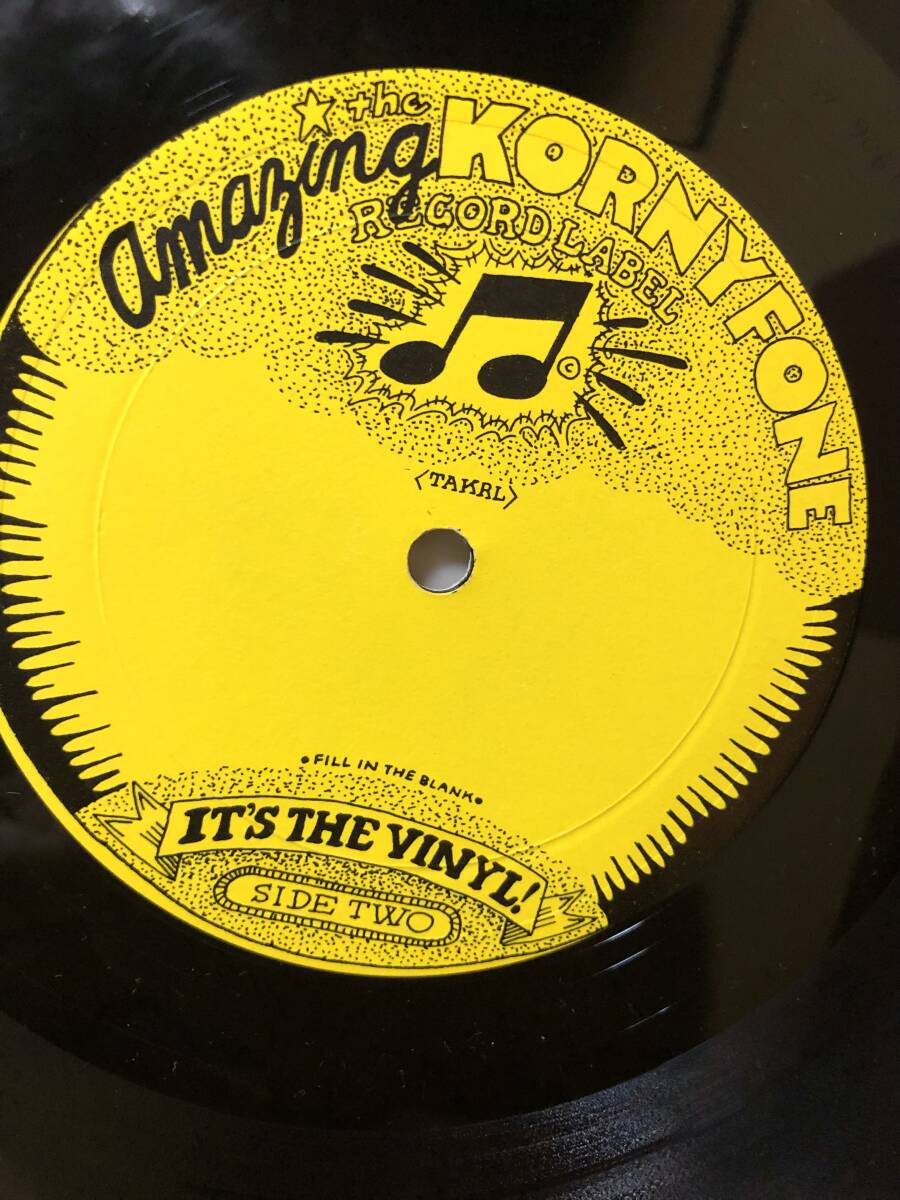 the
Amazing KORNYFONE
RECORD LABEL
©
<TAKRL>
• FILL IN THE BLANK •
IT'S THE VINYL!
SIDE TWO